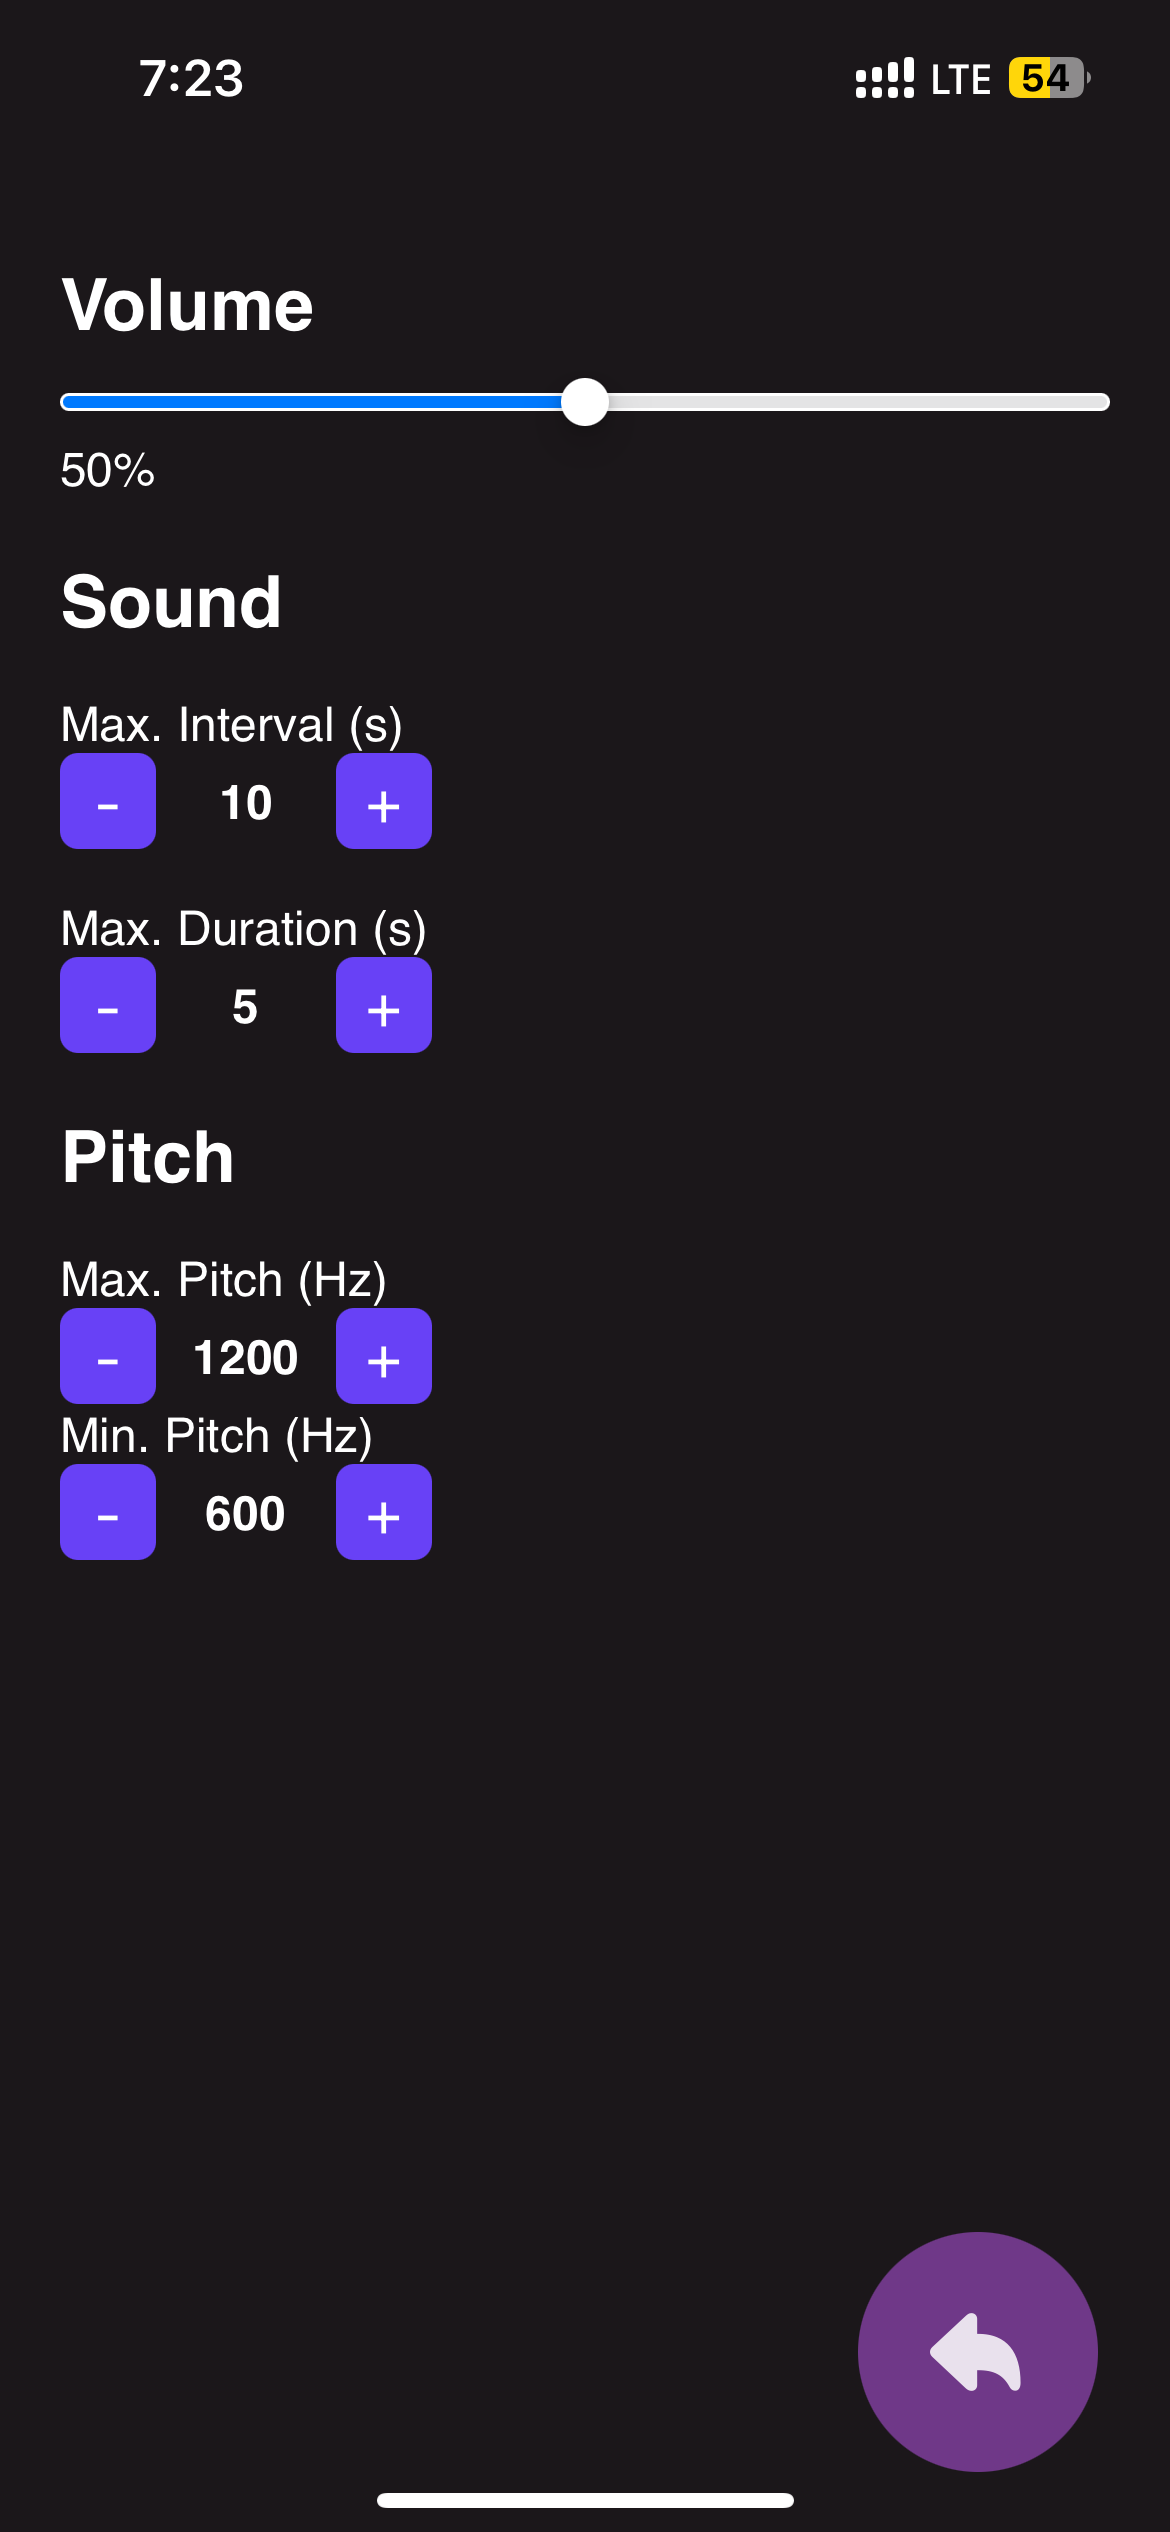 7:23 LTE 54
Volume
50%
Sound
Max. Interval (s)
- 10 +
Max. Duration (s)
- 5 +
Pitch
Max. Pitch (Hz)
- 1200 +
Min. Pitch (Hz)
- 600 +